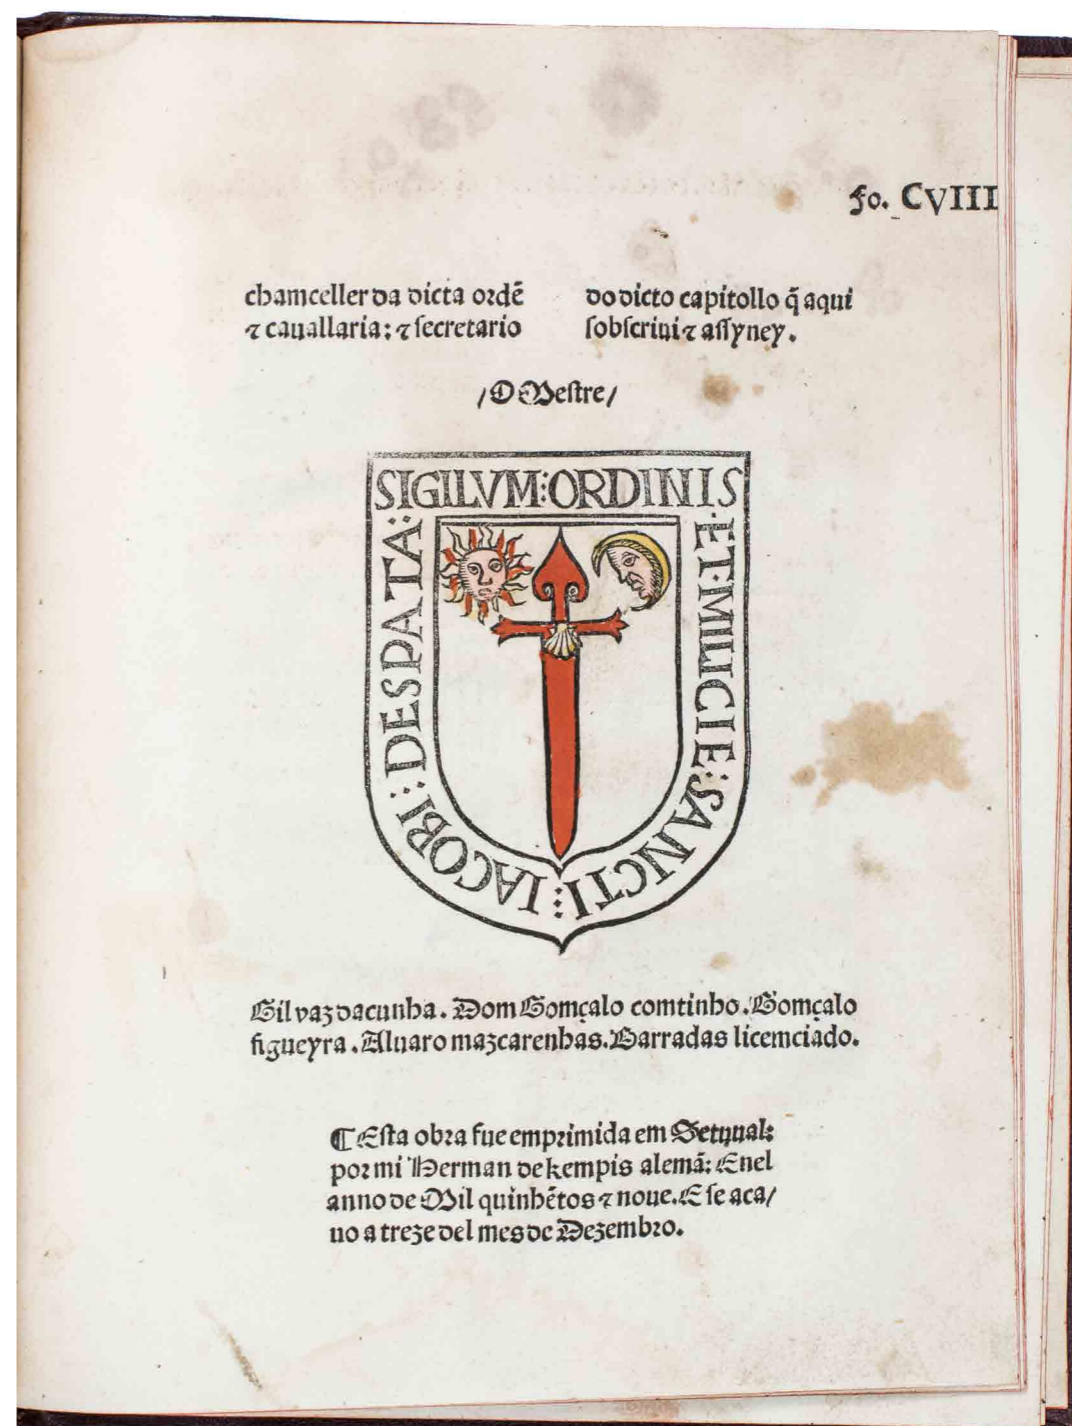 fo. CVIII
chamceller da dicta ordẽ
⁊ cauallaria: ⁊ ſecretario
do dicto capitollo q̃ aqui
ſobſcriui ⁊ aſſyney.
/O Meſtre/
SIGILVM: ORDINIS
ET·MILICIE: SANCTI
IACOBI: DESPATA:
Gil vaz dacunha. Dom Gomçalo comtinho. Gomçalo
figueyra. Aluaro mazcarenhas. Barradas licemciado.
¶ Eſta obra fue emprimida em Setuual:
por mi Herman de kempis alemã: Enel
anno de Mil quinhẽtos ⁊ noue. E ſe aca/
uo a treze del mes de Dezembro.